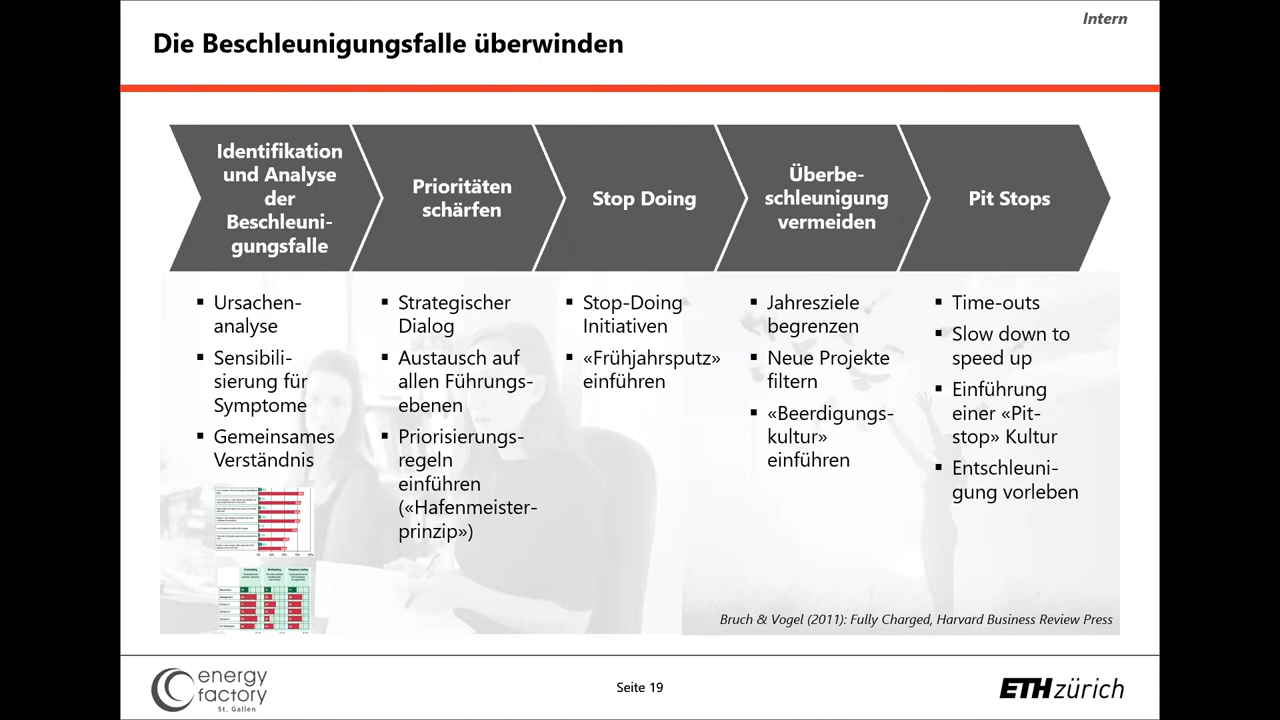 Intern
Die Beschleunigungsfalle überwinden
Identifikation
und Analyse
der
Beschleuni-
gungsfalle
Prioritäten
schärfen
Stop Doing
Überbe-
schleunigung
vermeiden
Pit Stops
▪ Ursachen-
analyse
▪ Sensibili-
sierung für
Symptome
▪ Gemeinsames
Verständnis
▪ Strategischer
Dialog
▪ Austausch auf
allen Führungs-
ebenen
▪ Priorisierungs-
regeln
einführen
(«Hafenmeister-
prinzip»)
▪ Stop-Doing
Initiativen
▪ «Frühjahrsputz»
einführen
▪ Jahresziele
begrenzen
▪ Neue Projekte
filtern
▪ «Beerdigungs-
kultur»
einführen
▪ Time-outs
▪ Slow down to
speed up
▪ Einführung
einer «Pit-
stop» Kultur
▪ Entschleuni-
gung vorleben
Bruch & Vogel (2011): Fully Charged, Harvard Business Review Press
energy
factory
St. Gallen
Seite 19
ETH zürich